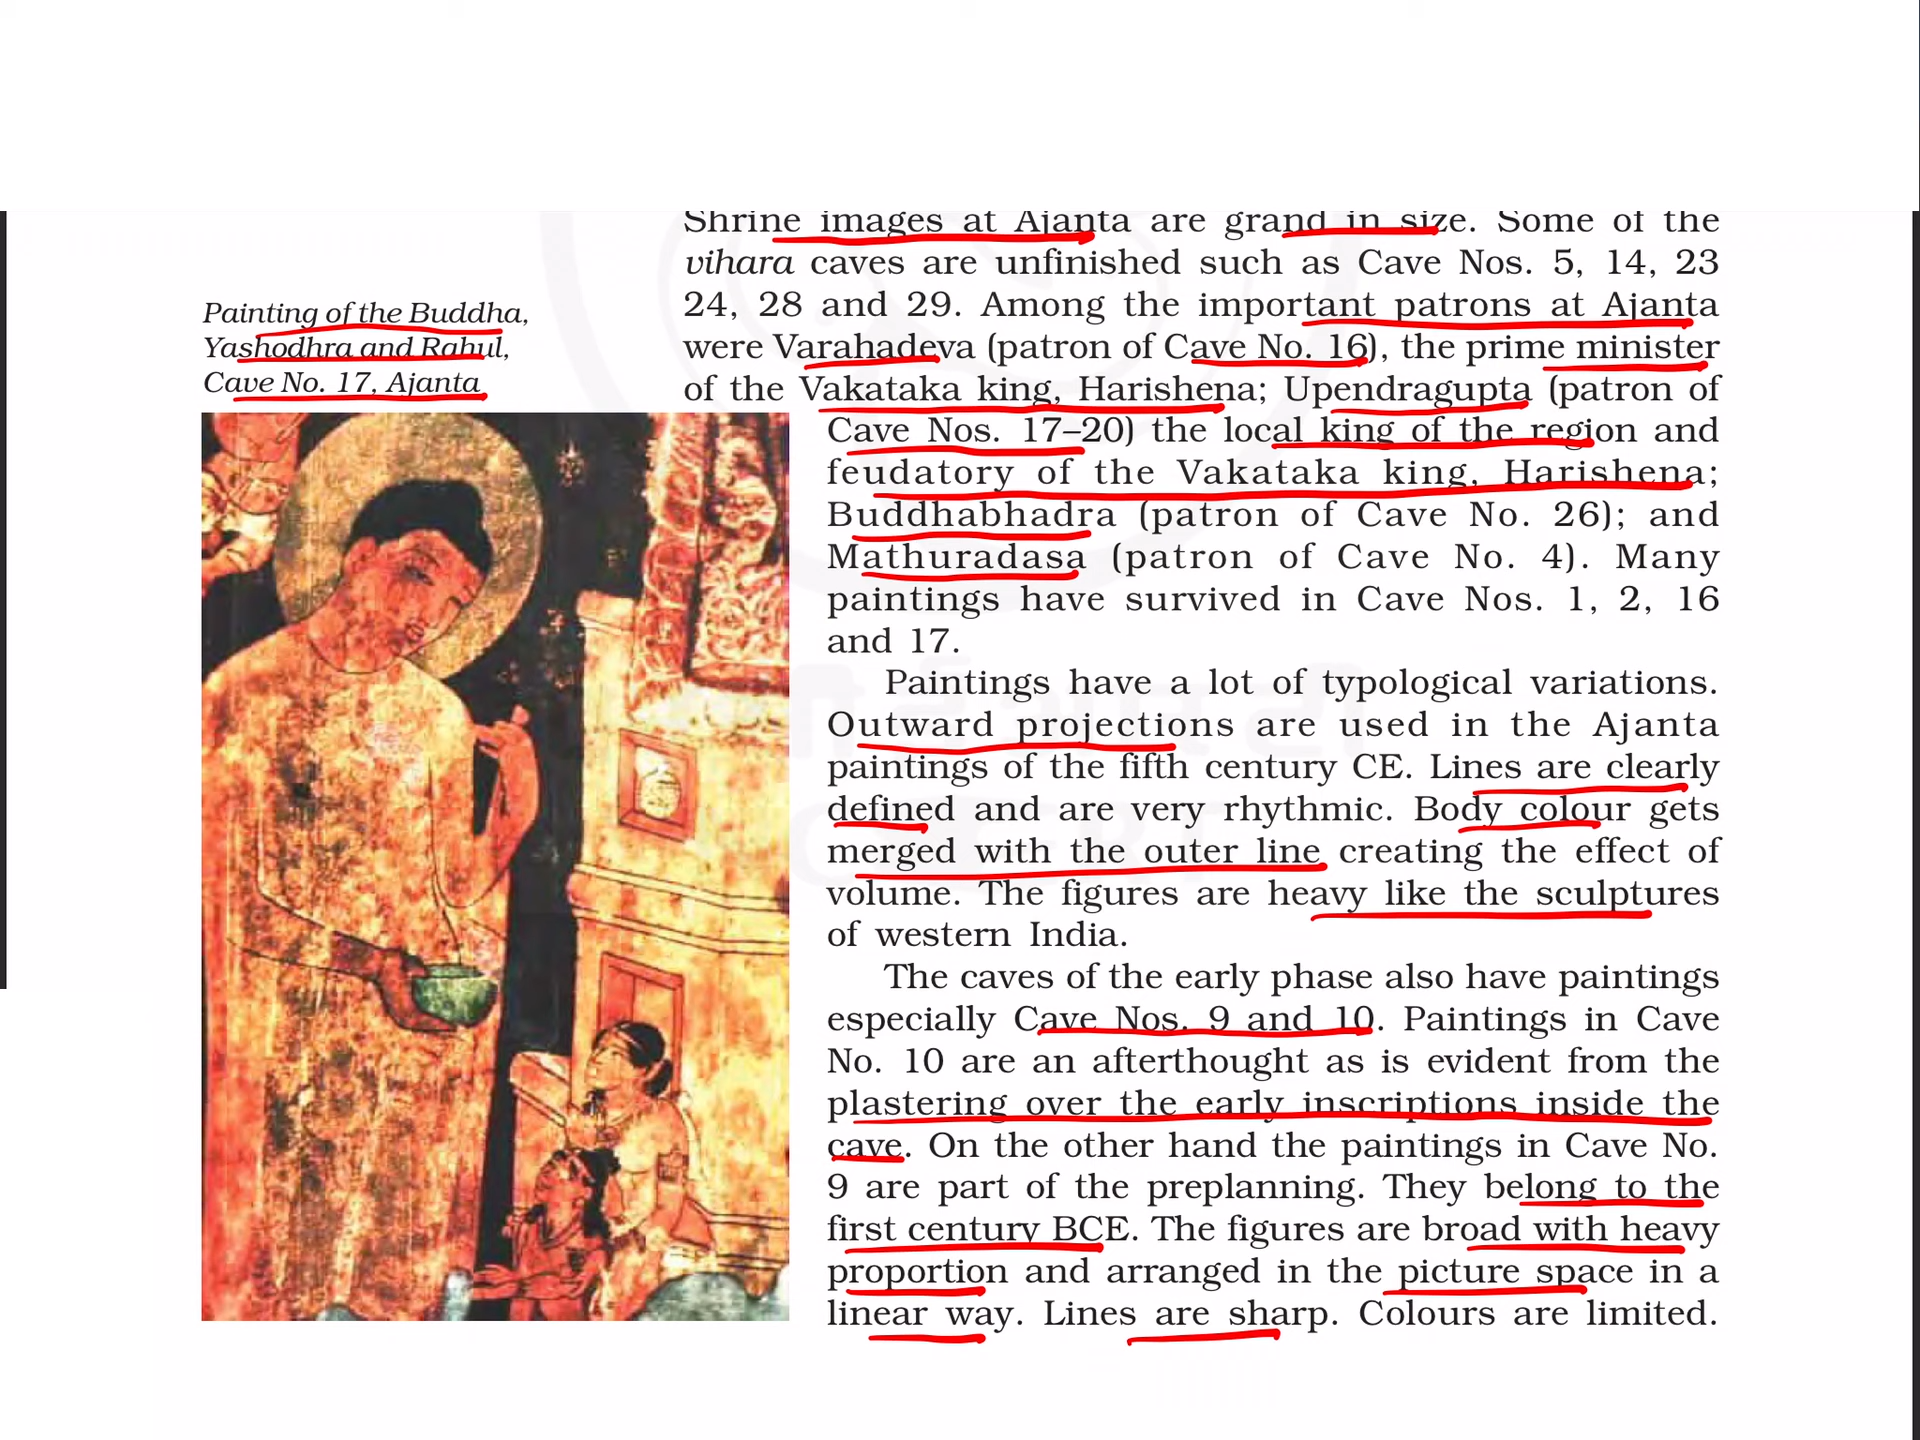 Shrine images at Ajanta are grand in size. Some of the
vihara caves are unfinished such as Cave Nos. 5, 14, 23
24, 28 and 29. Among the important patrons at Ajanta
were Varahadeva (patron of Cave No. 16), the prime minister
of the Vakataka king, Harishena; Upendragupta (patron of
Cave Nos. 17–20) the local king of the region and
feudatory of the Vakataka king, Harishena;
Buddhabhadra (patron of Cave No. 26); and
Mathuradasa (patron of Cave No. 4). Many
paintings have survived in Cave Nos. 1, 2, 16
and 17.
Paintings have a lot of typological variations.
Outward projections are used in the Ajanta
paintings of the fifth century CE. Lines are clearly
defined and are very rhythmic. Body colour gets
merged with the outer line creating the effect of
volume. The figures are heavy like the sculptures
of western India.
The caves of the early phase also have paintings
especially Cave Nos. 9 and 10. Paintings in Cave
No. 10 are an afterthought as is evident from the
plastering over the early inscriptions inside the
cave. On the other hand the paintings in Cave No.
9 are part of the preplanning. They belong to the
first century BCE. The figures are broad with heavy
proportion and arranged in the picture space in a
linear way. Lines are sharp. Colours are limited.
Painting of the Buddha,
Yashodhra and Rahul,
Cave No. 17, Ajanta